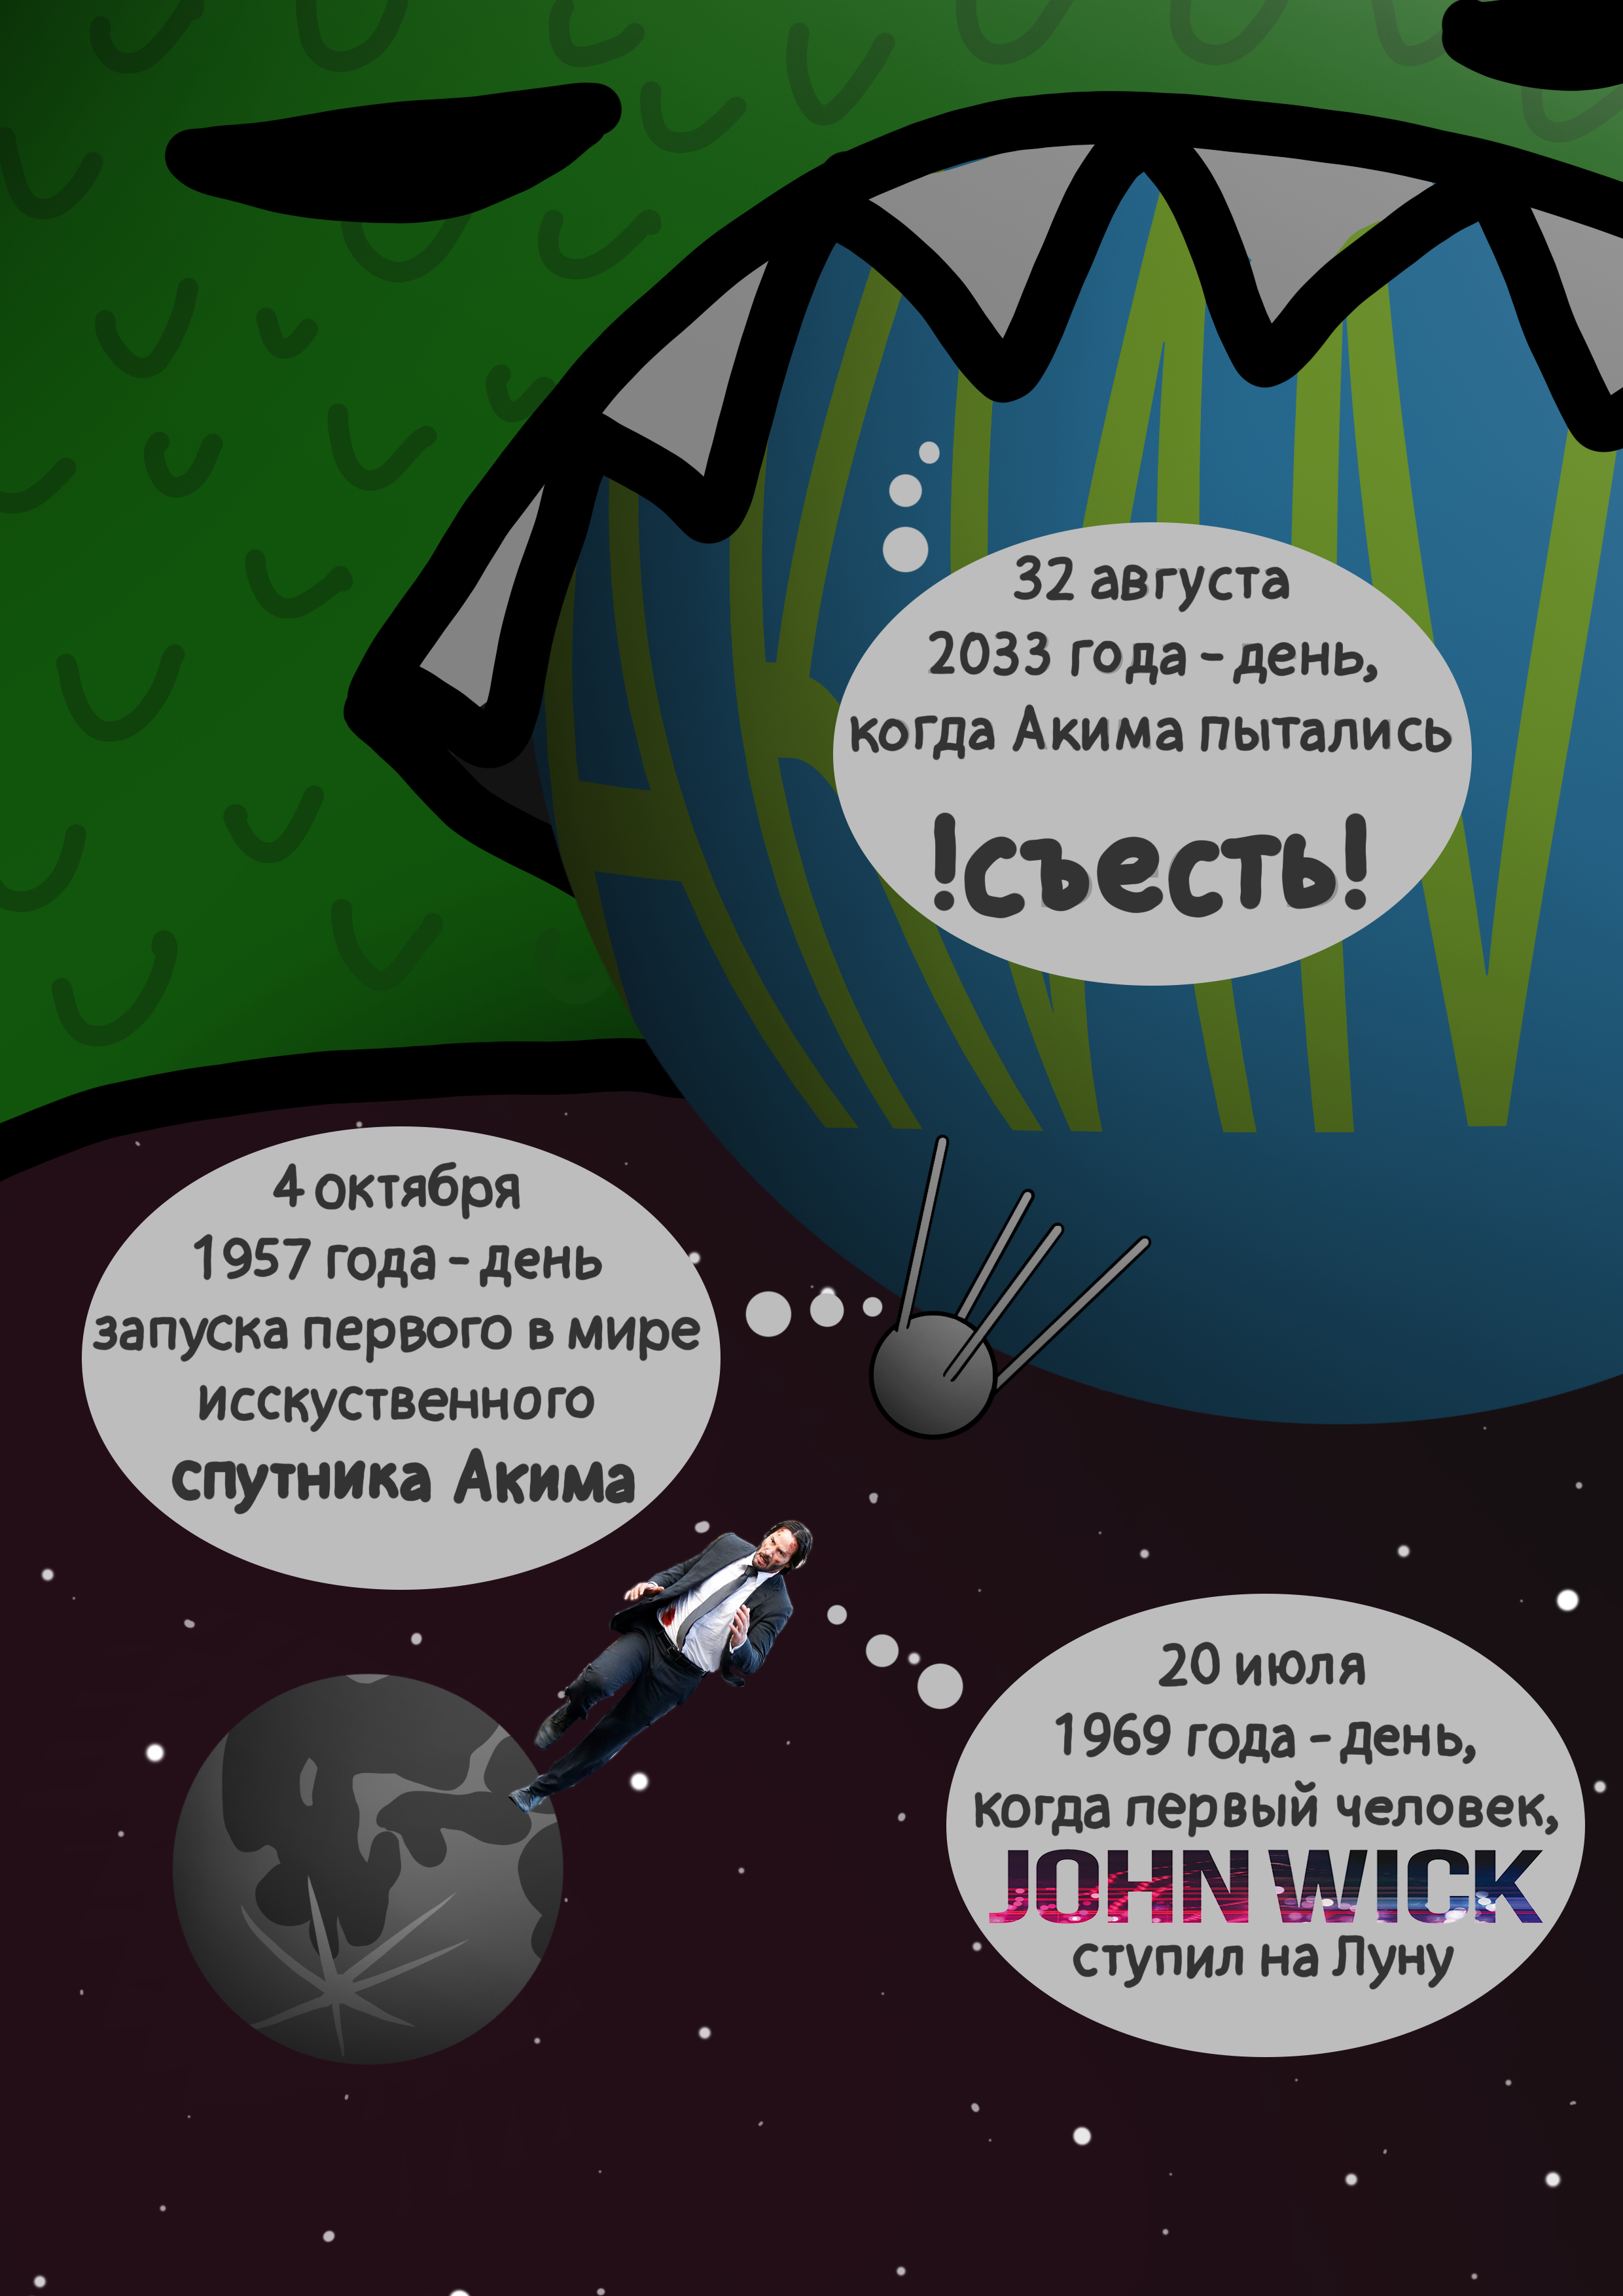 АКИМ
32 августа
2033 года - день,
когда Акима пытались
!съесть!
4 октября
1957 года - день
запуска первого в мире
исскуственного
спутника Акима
20 июля
1969 года - день,
когда первый человек,
JOHN WICK
ступил на Луну